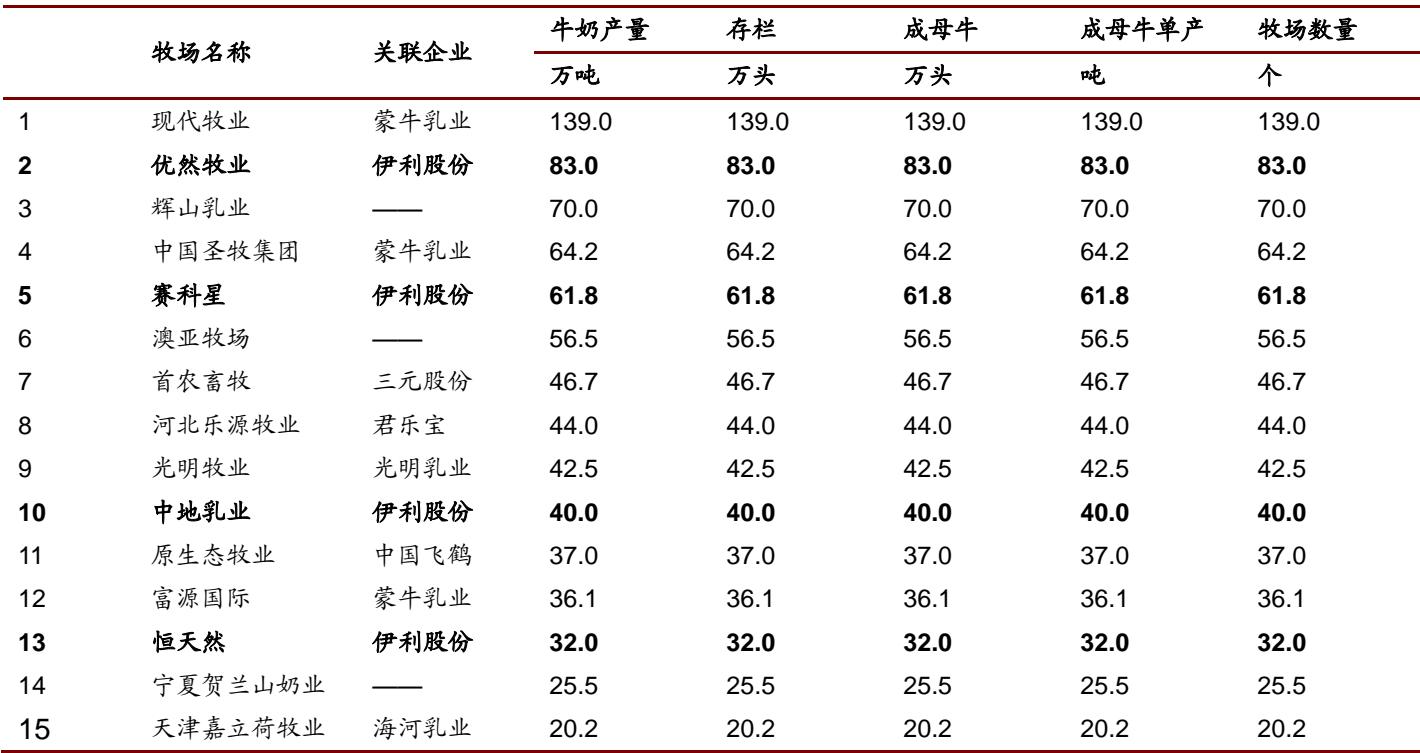 牧场名称 关联企业 牛奶产量 存栏 成母牛 成母牛单产 牧场数量
万吨 万头 万头 吨 个
1 现代牧业 蒙牛乳业 139.0 139.0 139.0 139.0 139.0
2 优然牧业 伊利股份 83.0 83.0 83.0 83.0 83.0
3 辉山乳业 —— 70.0 70.0 70.0 70.0 70.0
4 中国圣牧集团 蒙牛乳业 64.2 64.2 64.2 64.2 64.2
5 赛科星 伊利股份 61.8 61.8 61.8 61.8 61.8
6 澳亚牧场 —— 56.5 56.5 56.5 56.5 56.5
7 首农畜牧 三元股份 46.7 46.7 46.7 46.7 46.7
8 河北乐源牧业 君乐宝 44.0 44.0 44.0 44.0 44.0
9 光明牧业 光明乳业 42.5 42.5 42.5 42.5 42.5
10 中地乳业 伊利股份 40.0 40.0 40.0 40.0 40.0
11 原生态牧业 中国飞鹤 37.0 37.0 37.0 37.0 37.0
12 富源国际 蒙牛乳业 36.1 36.1 36.1 36.1 36.1
13 恒天然 伊利股份 32.0 32.0 32.0 32.0 32.0
14 宁夏贺兰山奶业 —— 25.5 25.5 25.5 25.5 25.5
15 天津嘉立荷牧业 海河乳业 20.2 20.2 20.2 20.2 20.2